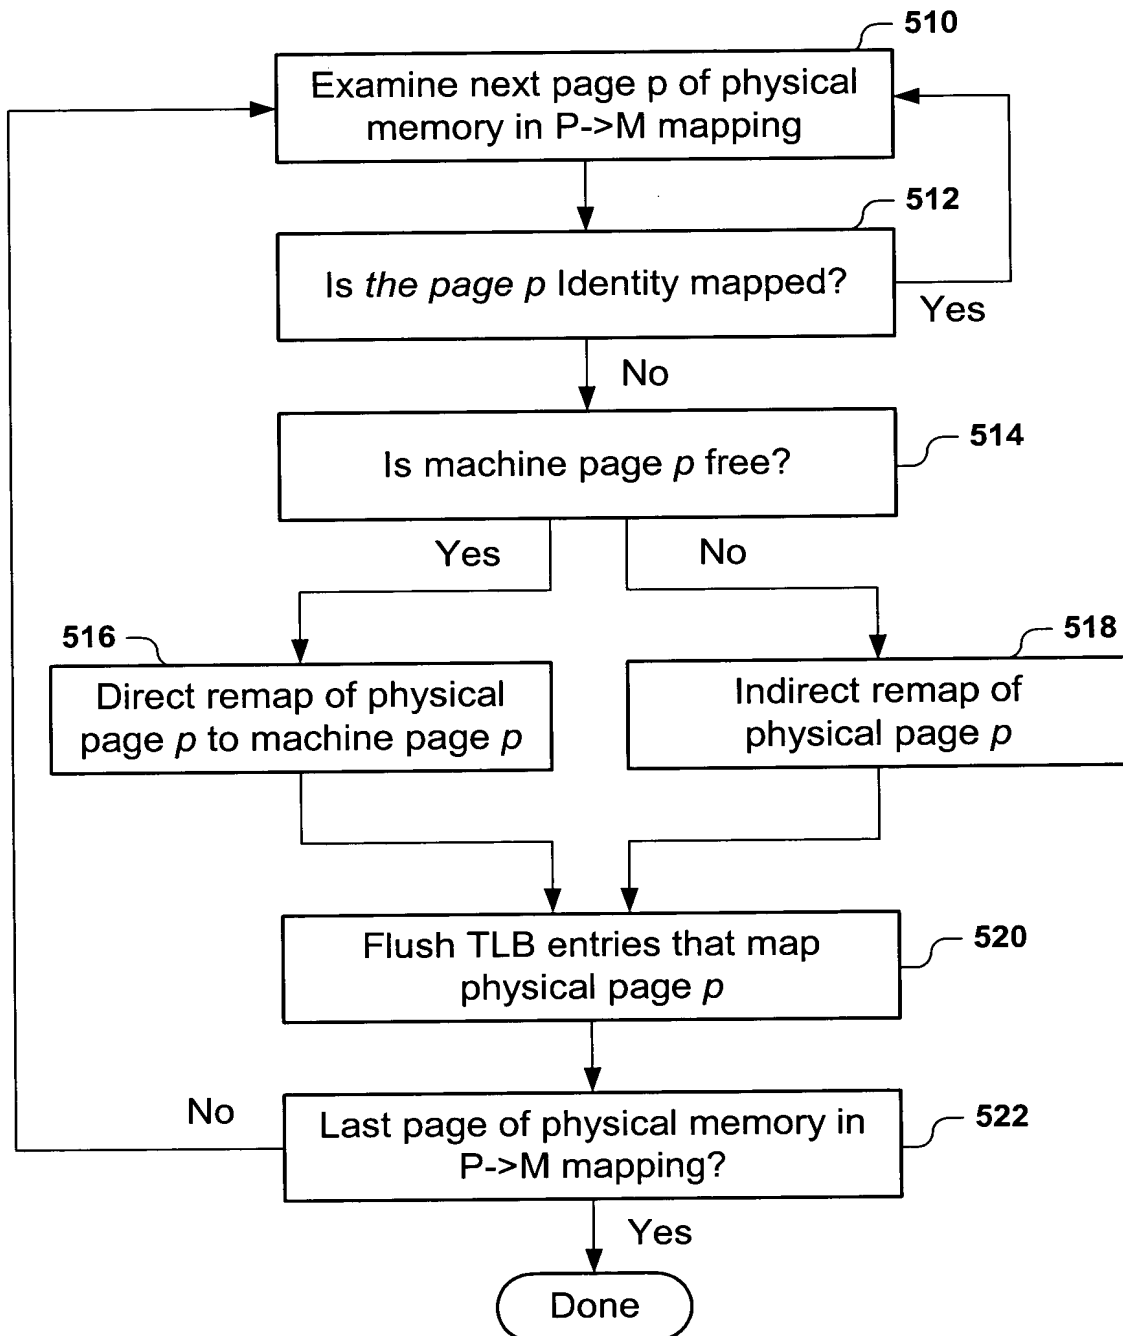 510
Examine next page p of physical
memory in P->M mapping
512
Is the page p Identity mapped?
Yes
No
514
Is machine page p free?
Yes
No
516
518
Direct remap of physical
page p to machine page p
Indirect remap of
physical page p
520
Flush TLB entries that map
physical page p
No
522
Last page of physical memory in
P->M mapping?
Yes
Done